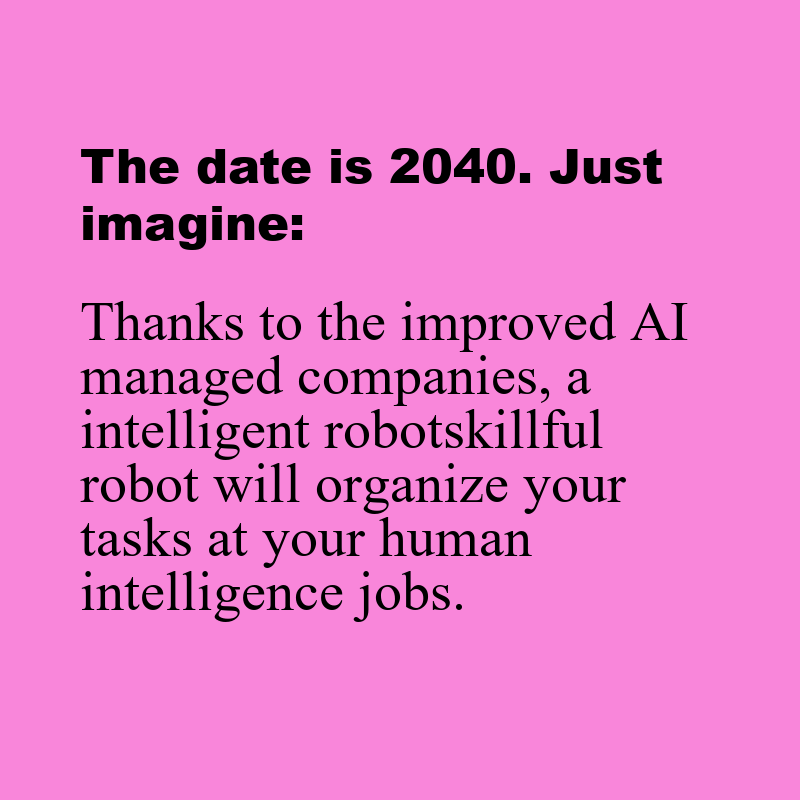 The date is 2040. Just
imagine:
Thanks to the improved AI
managed companies, a
intelligent robotskillful
robot will organize your
tasks at your human
intelligence jobs.